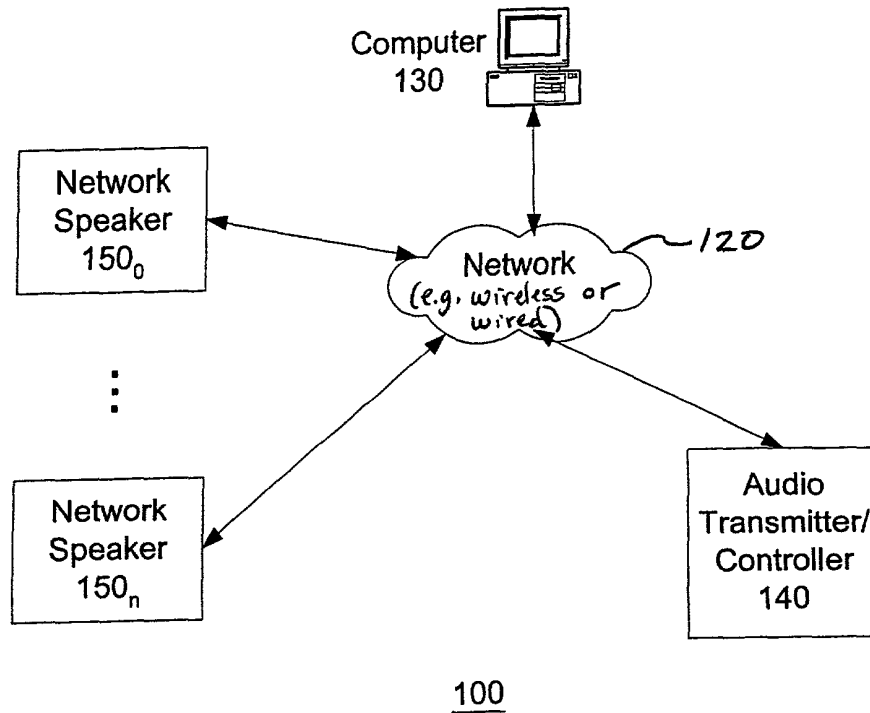 Computer
130
Network
Speaker
150₀
120
Network
(e.g. wireless or
wired)
Network
Speaker
150ₙ
Audio
Transmitter/
Controller
140
100